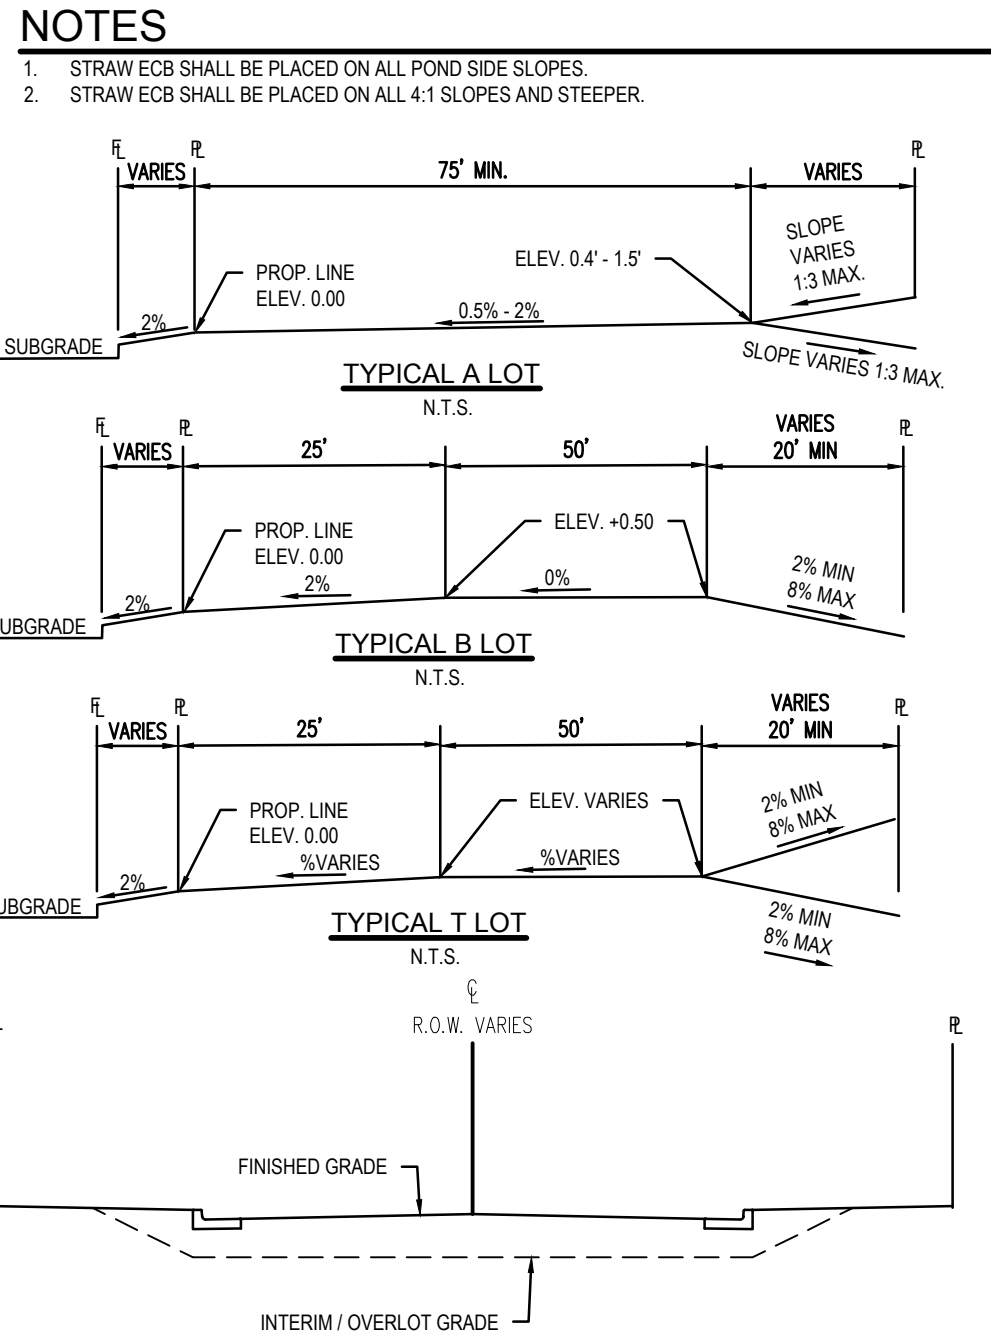 NOTES
1. STRAW ECB SHALL BE PLACED ON ALL POND SIDE SLOPES.
2. STRAW ECB SHALL BE PLACED ON ALL 4:1 SLOPES AND STEEPER.
FL PL PL
VARIES 75' MIN. VARIES
SLOPE
VARIES
1:3 MAX.
ELEV. 0.4' - 1.5'
PROP. LINE
ELEV. 0.00
2% 0.5% - 2%
SUBGRADE
SLOPE VARIES 1:3 MAX.
TYPICAL A LOT
N.T.S.
FL PL PL
VARIES 25' 50' VARIES
20' MIN
PROP. LINE
ELEV. 0.00
ELEV. +0.50
2% 2% 0%
2% MIN
8% MAX
UBGRADE
TYPICAL B LOT
N.T.S.
FL PL PL
VARIES 25' 50' VARIES
20' MIN
PROP. LINE
ELEV. 0.00
ELEV. VARIES
2% %VARIES %VARIES
2% MIN
8% MAX
UBGRADE
2% MIN
8% MAX
TYPICAL T LOT
N.T.S.
CL
R.O.W. VARIES
PL
FINISHED GRADE
INTERIM / OVERLOT GRADE